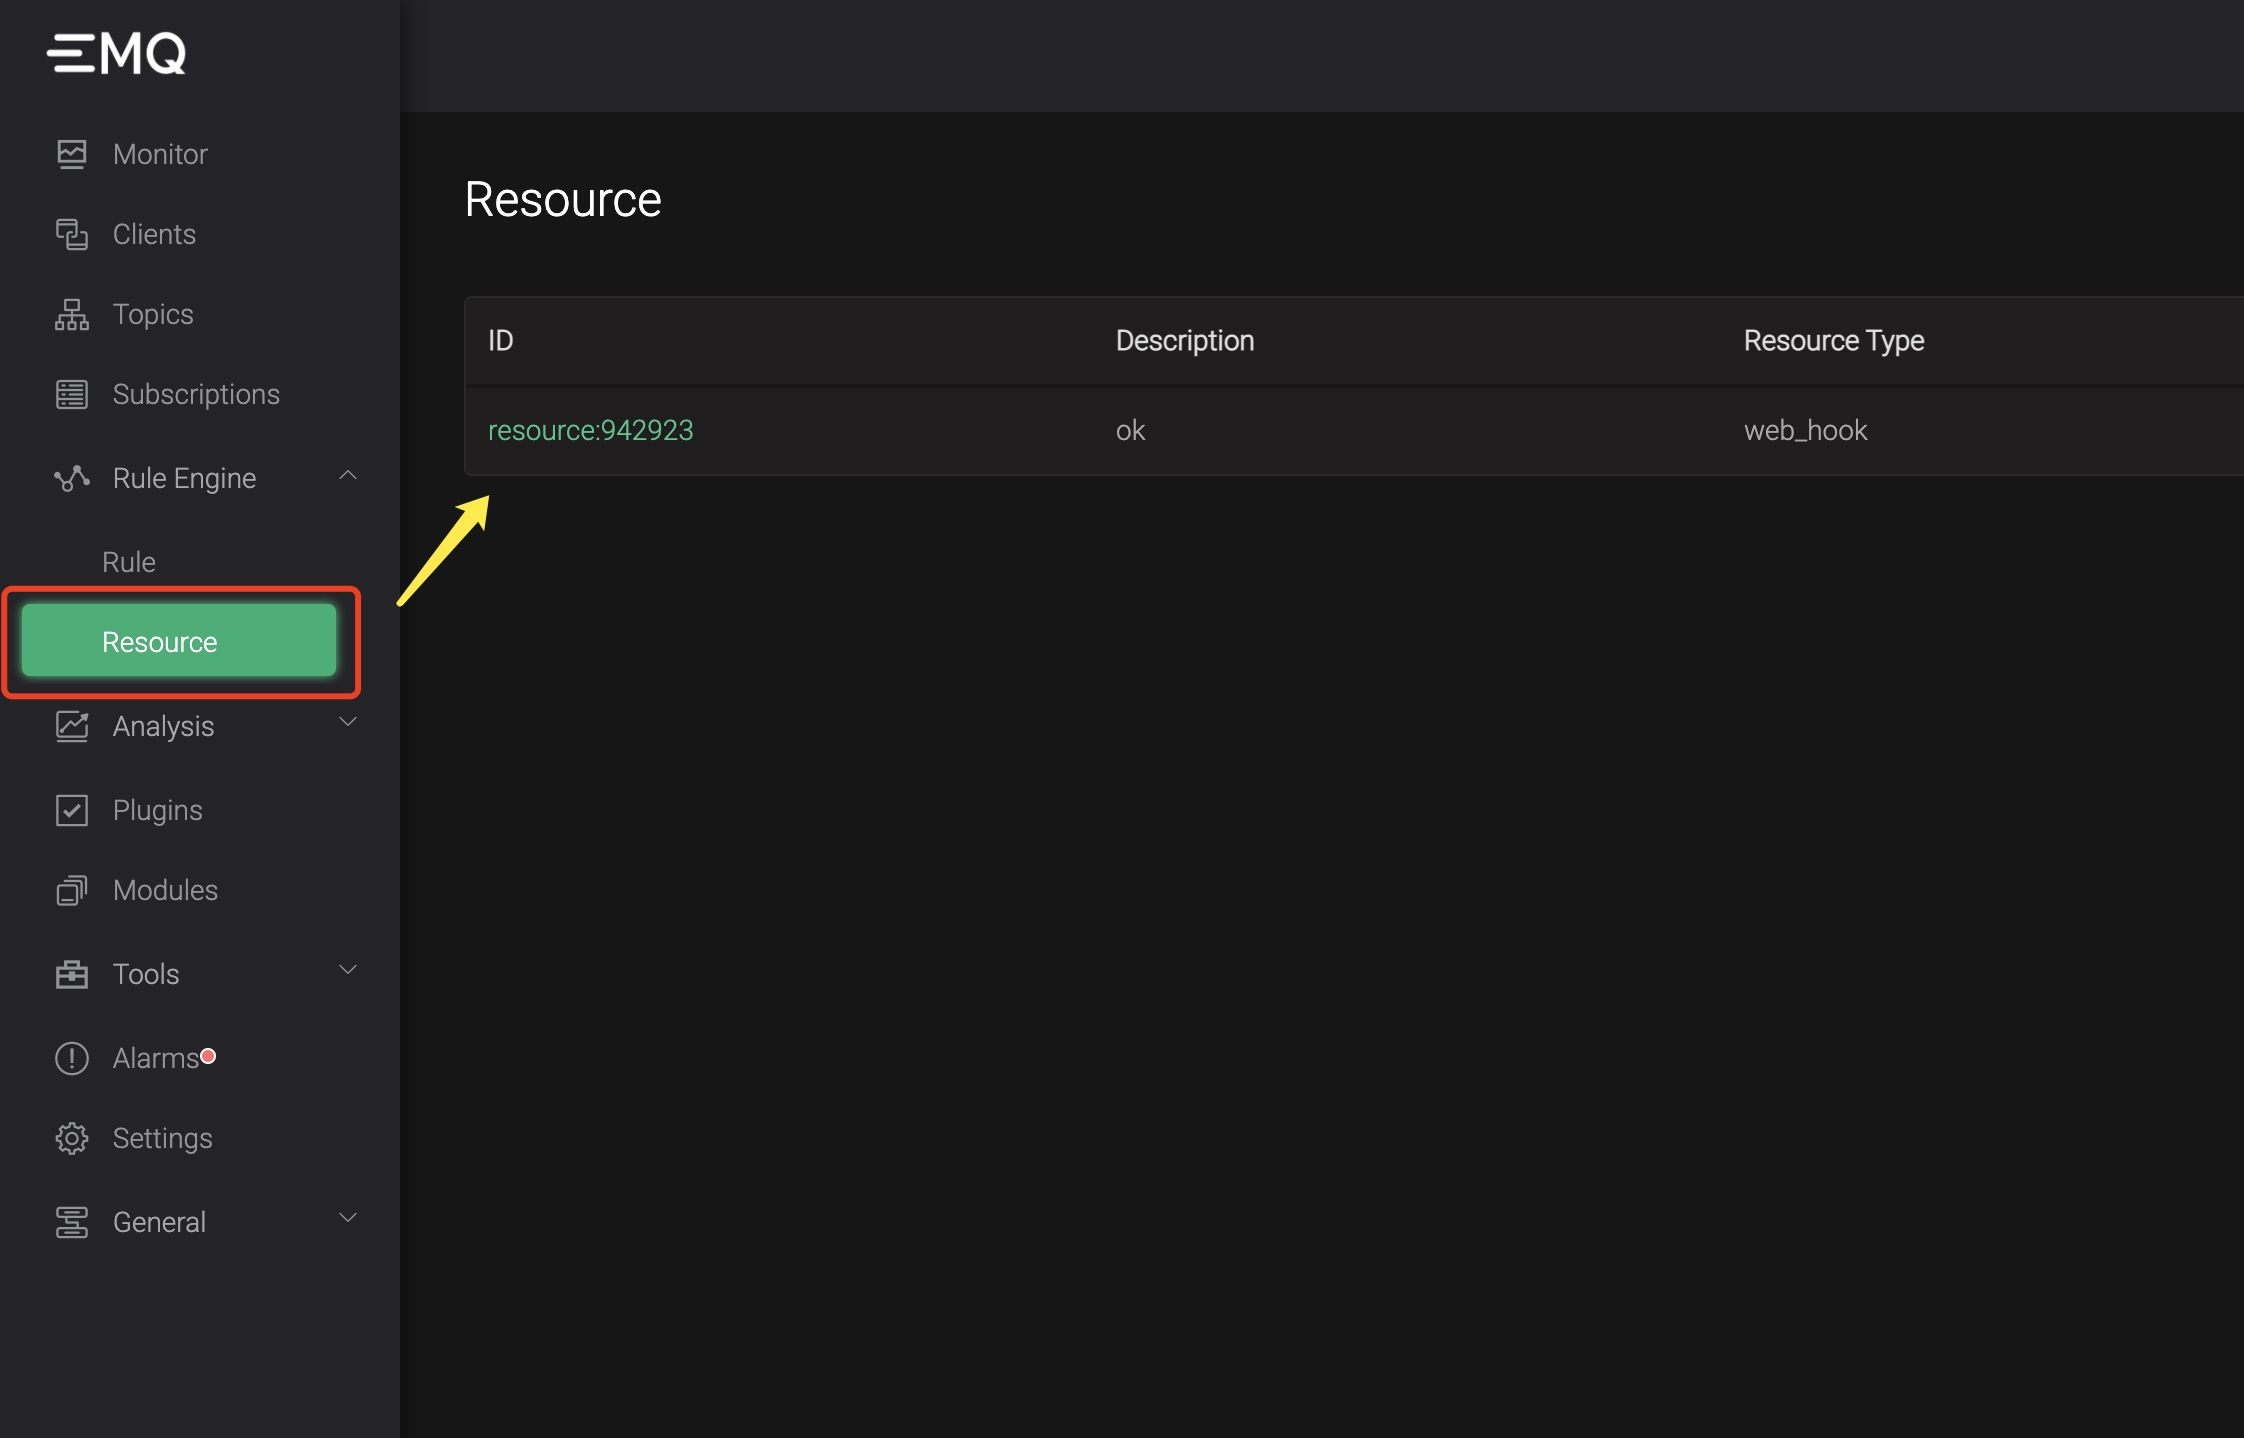 EMQ
Monitor
Clients
Topics
Subscriptions
Rule Engine
Rule
Resource
Analysis
Plugins
Modules
Tools
Alarms
Settings
General
Resource
ID Description Resource Type
resource:942923 ok web_hook